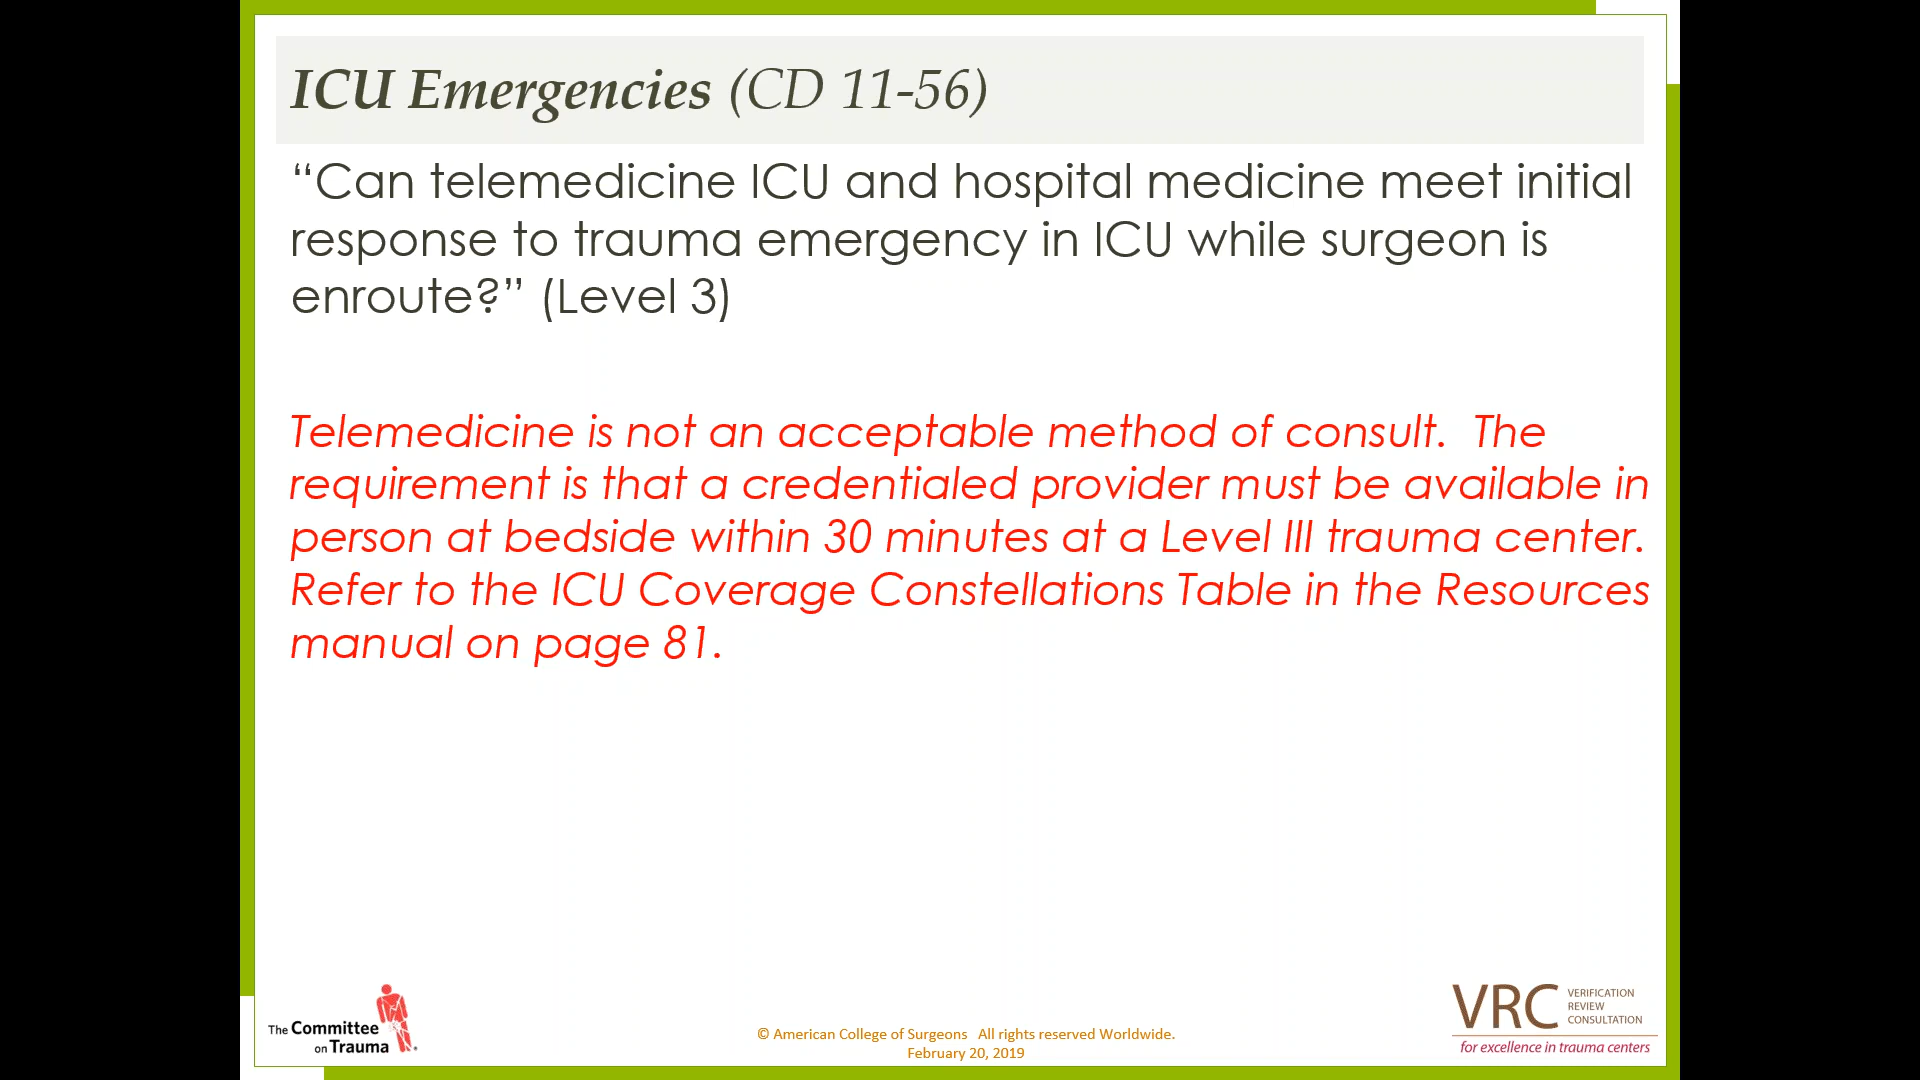 ICU Emergencies (CD 11-56)
“Can telemedicine ICU and hospital medicine meet initial
response to trauma emergency in ICU while surgeon is
enroute?” (Level 3)
Telemedicine is not an acceptable method of consult.  The
requirement is that a credentialed provider must be available in
person at bedside within 30 minutes at a Level III trauma center.
Refer to the ICU Coverage Constellations Table in the Resources
manual on page 81.
The Committee
on Trauma
© American College of Surgeons   All rights reserved Worldwide.
February 20, 2019
VRC
VERIFICATION
REVIEW
CONSULTATION
for excellence in trauma centers